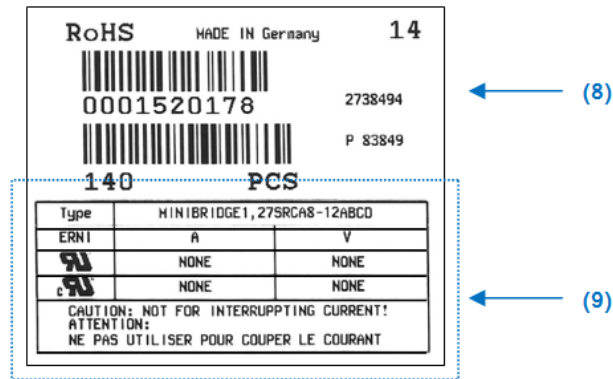 RoHS MADE IN Germany 14
0001520178 2738494
P 83849
140 PCS
(8)
Type MINIBRIDGE1,27SRCA8-12ABCD
ERNI A V
NONE NONE
c NONE NONE
CAUTION: NOT FOR INTERRUPPTING CURRENT!
ATTENTION:
NE PAS UTILISER POUR COUPER LE COURANT
(9)